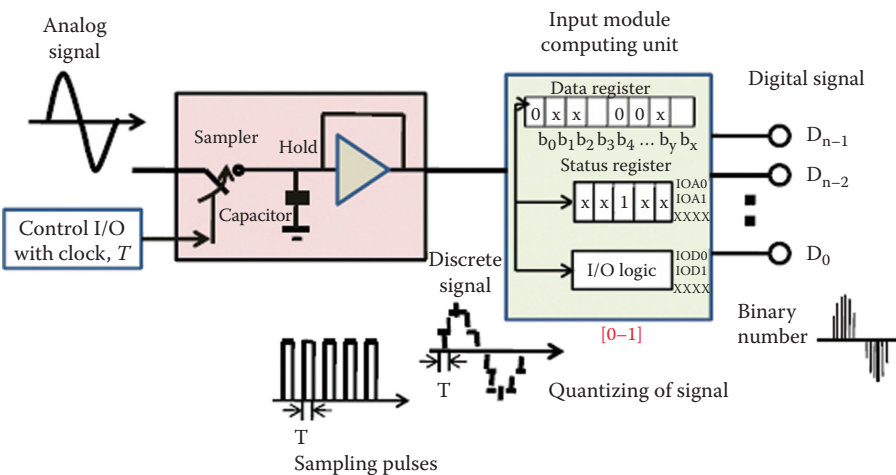 Analog
signal
Input module
computing unit
Digital signal
Sampler
Hold
Capacitor
Control I/O
with clock, T
Data register
0 x x 0 0 x
b0 b1 b2 b3 b4 ... by bx
Status register
x x 1 x x
IOA0
IOA1
XXXX
I/O logic
IOD0
IOD1
XXXX
[0–1]
Dn−1
Dn−2
D0
Discrete
signal
T
Quantizing of signal
Binary
number
T
Sampling pulses